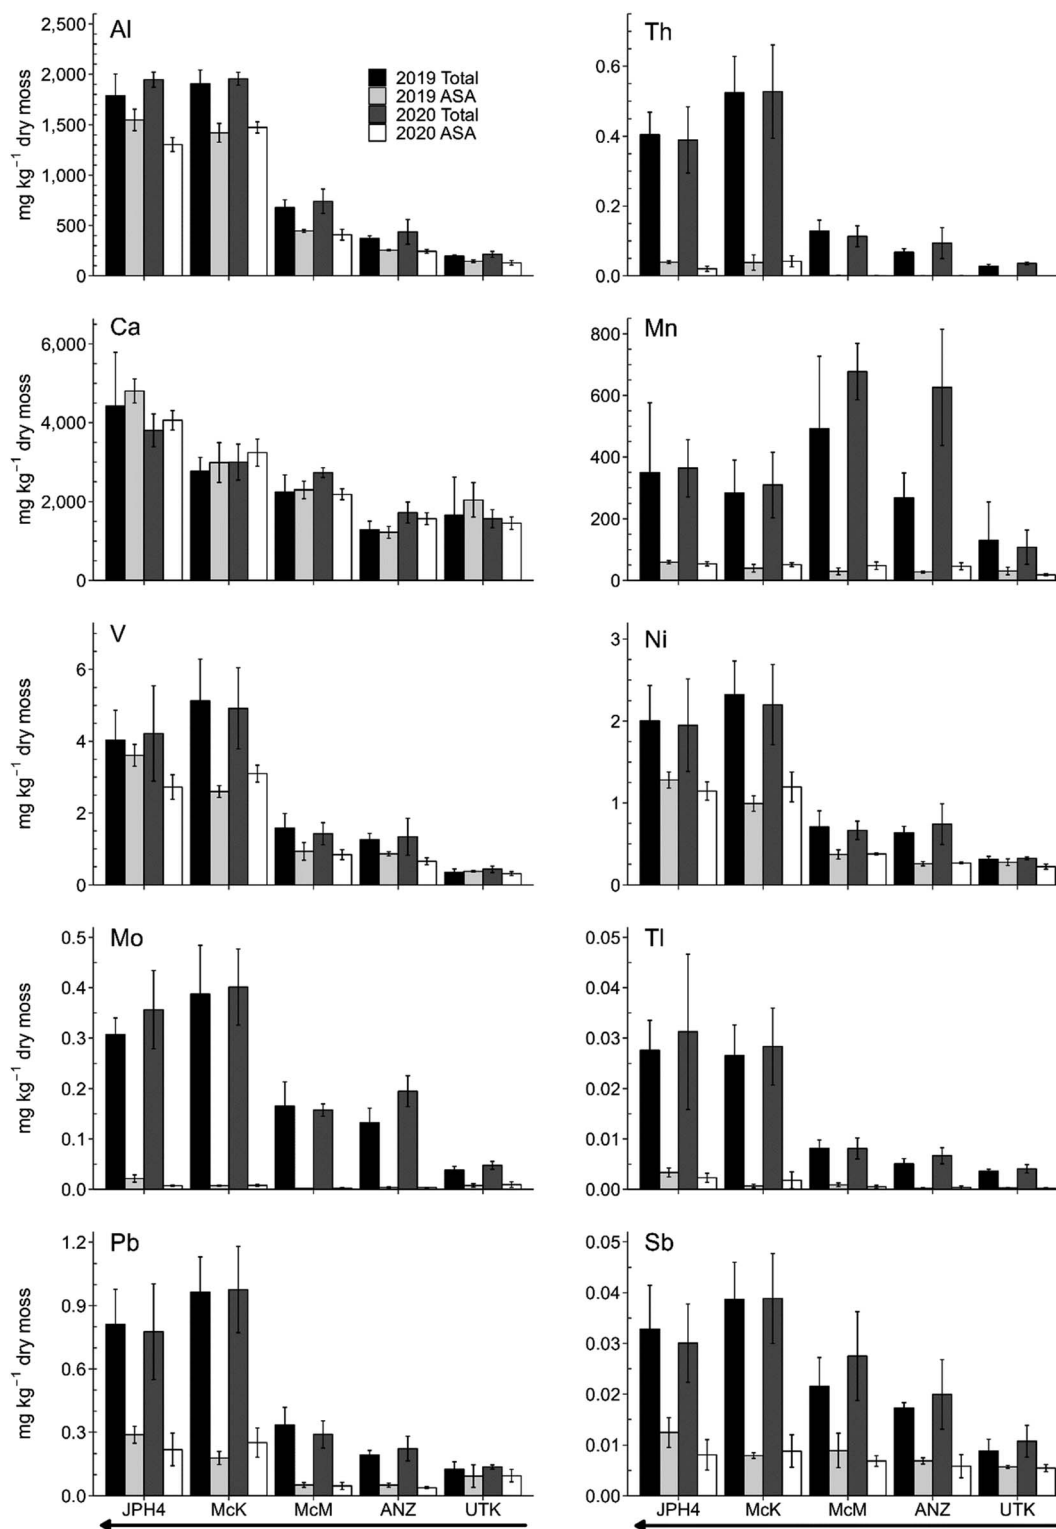 Al
2,500
2,000
1,500
1,000
500
0
mg kg⁻¹ dry moss
2019 Total
2019 ASA
2020 Total
2020 ASA
Th
0.6
0.4
0.2
0.0
Ca
6,000
4,000
2,000
0
mg kg⁻¹ dry moss
Mn
800
600
400
200
0
V
6
4
2
0
mg kg⁻¹ dry moss
Ni
3
2
1
0
Mo
0.5
0.4
0.3
0.2
0.1
0.0
mg kg⁻¹ dry moss
Tl
0.05
0.04
0.03
0.02
0.01
0.00
Pb
1.2
0.9
0.6
0.3
0.0
mg kg⁻¹ dry moss
JPH4 McK McM ANZ UTK
Sb
0.05
0.04
0.03
0.02
0.01
0.00
JPH4 McK McM ANZ UTK